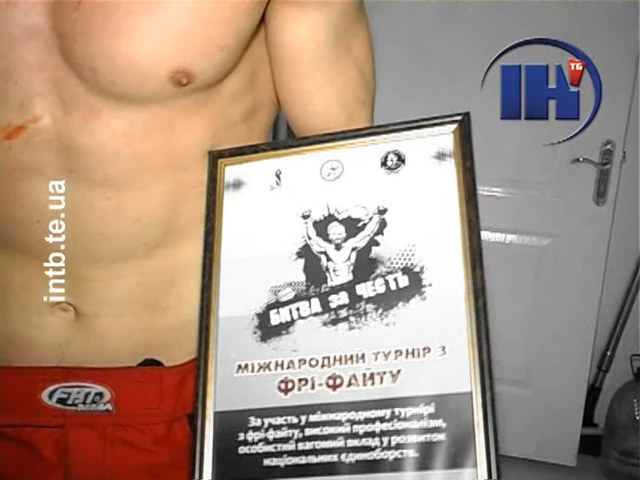 ІН
ТБ
intb.te.ua
БИТВА ЗА ЧЕСТЬ
МІЖНАРОДНИЙ ТУРНІР З
ФРІ-ФАЙТУ
За участь у міжнародному турнірі
з фрі-файту, високий професіоналізм,
особистий вагомий вклад у розвиток
національних єдиноборств.
MMA